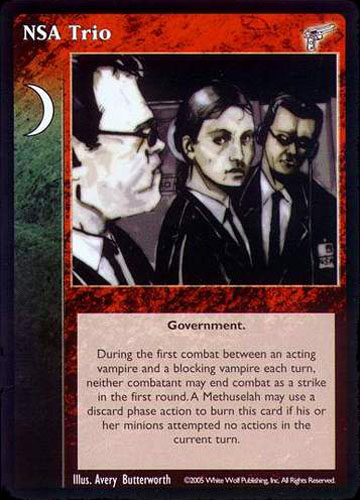 NSA Trio
Government.
During the first combat between an acting
vampire and a blocking vampire each turn,
neither combatant may end combat as a strike
in the first round. A Methuselah may use a
discard phase action to burn this card if his or
her minions attempted no actions in the
current turn.
Illus. Avery Butterworth
©2005 White Wolf Publishing, Inc. All Rights Reserved.